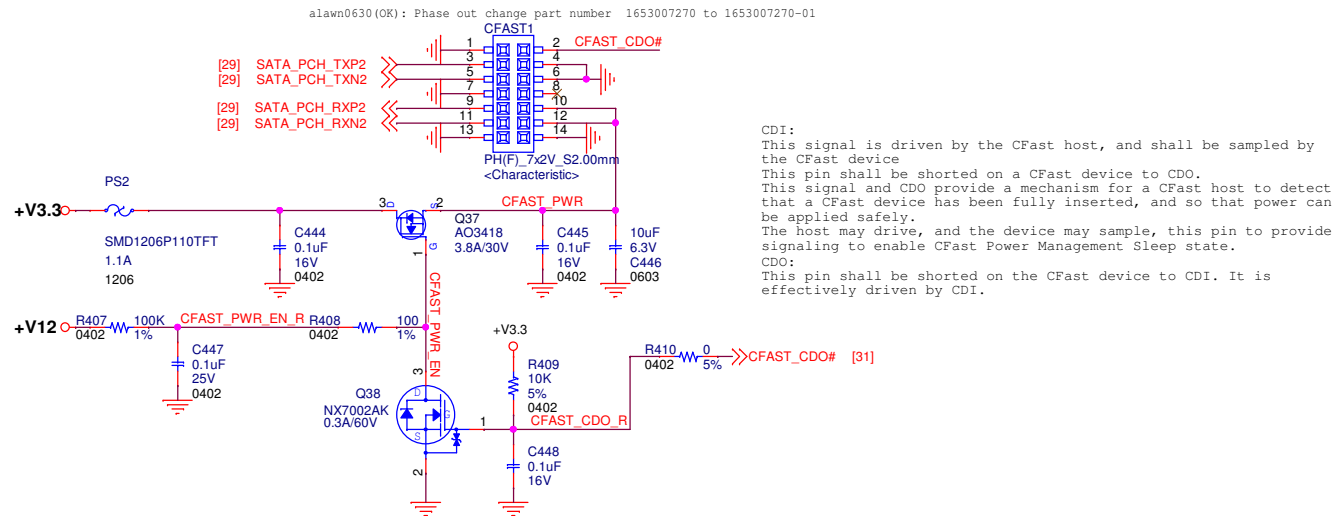 alawn0630(OK): Phase out change part number 1653007270 to 1653007270-01
CFAST1
1
2
CFAST_CDO#
[29] SATA_PCH_TXP2
3
4
[29] SATA_PCH_TXN2
5
6
7
8
[29] SATA_PCH_RXP2
9
10
[29] SATA_PCH_RXN2
11
12
13
14
PH(F)_7x2V_S2.00mm
<Characteristic>
CDI:
This signal is driven by the CFast host, and shall be sampled by
the CFast device
This pin shall be shorted on a CFast device to CDO.
This signal and CDO provide a mechanism for a CFast host to detect
that a CFast device has been fully inserted, and so that power can
be applied safely.
The host may drive, and the device may sample, this pin to provide
signaling to enable CFast Power Management Sleep state.
CDO:
This pin shall be shorted on the CFast device to CDI. It is
effectively driven by CDI.
PS2
+V3.3
SMD1206P110TFT
1.1A
1206
C444
0.1uF
16V
0402
3
D
S
2
G
1
CFAST_PWR
Q37
AO3418
3.8A/30V
C445
0.1uF
16V
0402
10uF
6.3V
C446
0603
CFAST_PWR_EN
+V12
R407
100K
0402
1%
CFAST_PWR_EN_R
R408
100
0402
1%
C447
0.1uF
25V
0402
+V3.3
R409
10K
5%
0402
R410
0
0402
5%
CFAST_CDO# [31]
3
Q38
NX7002AK
0.3A/60V
D
G
S
1
2
CFAST_CDO_R
C448
0.1uF
16V